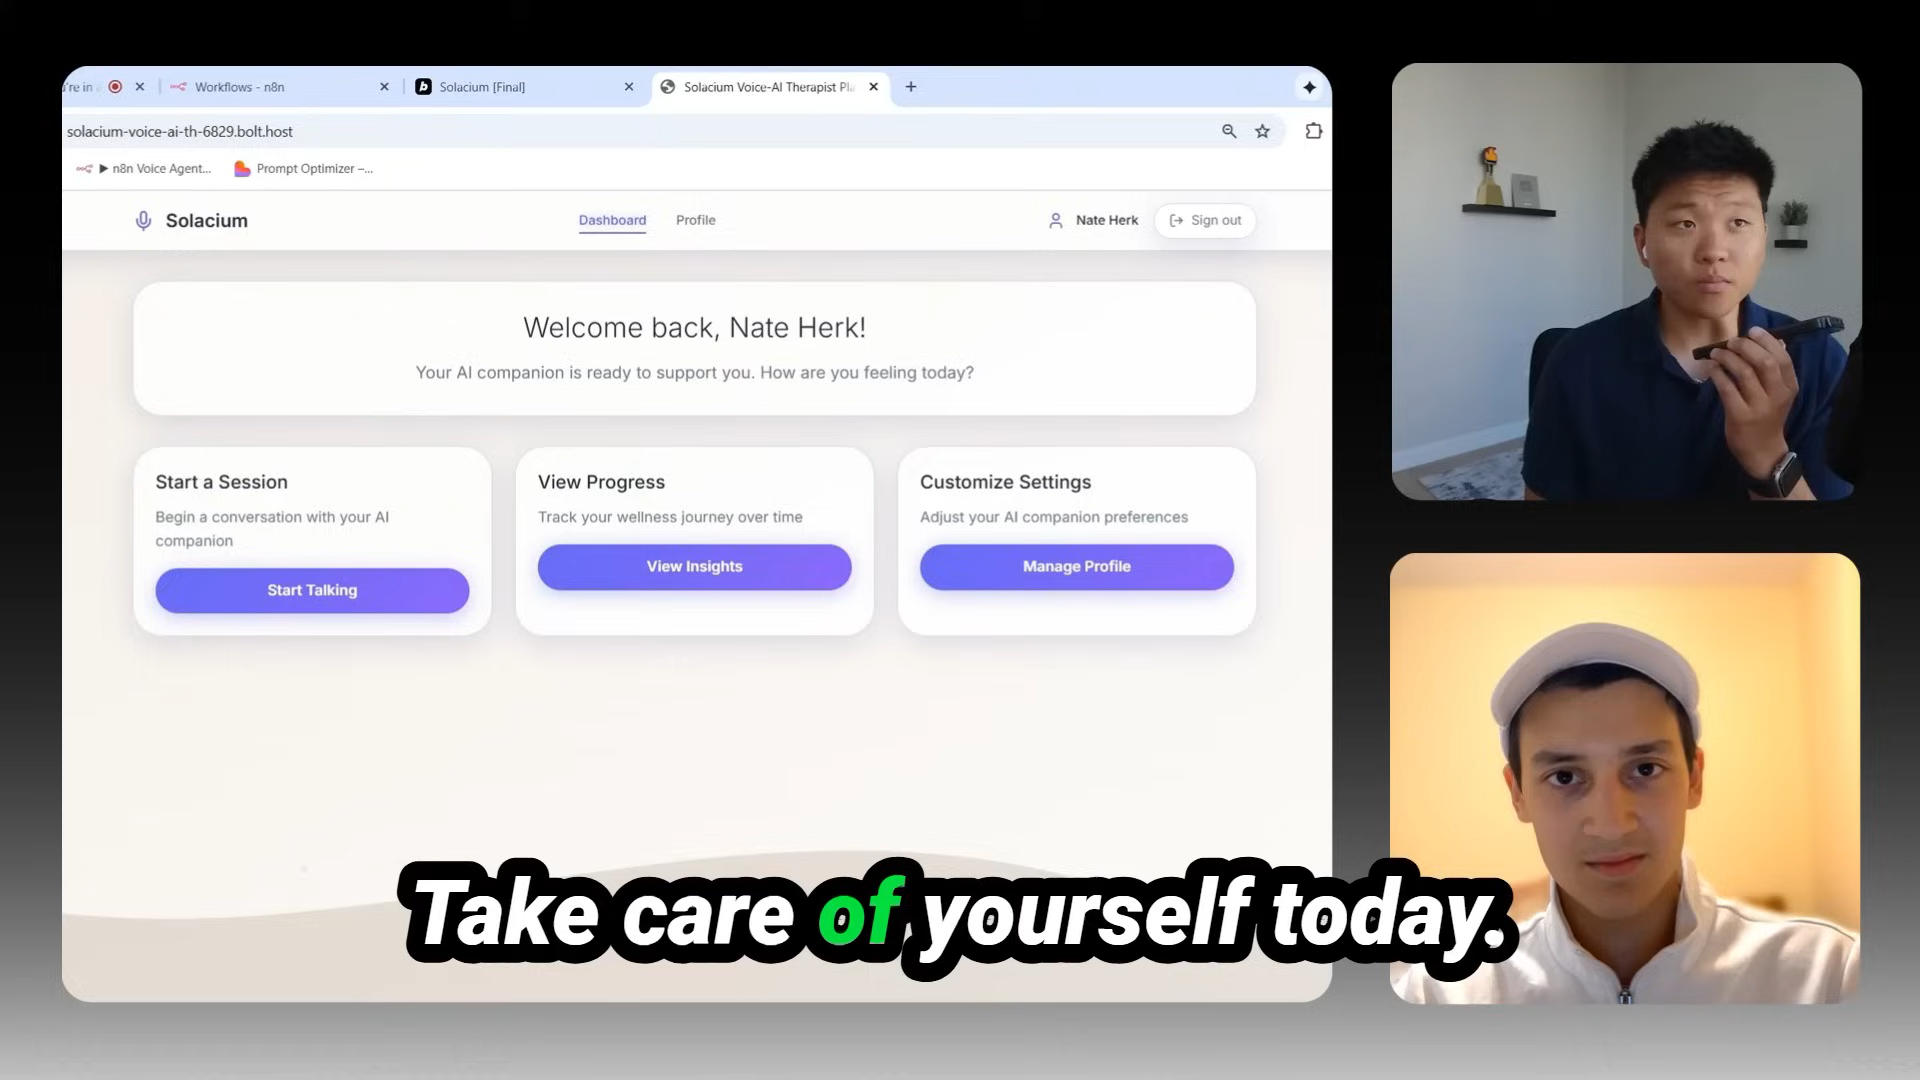 're in
Workflows - n8n
Solacium [Final]
Solacium Voice-AI Therapist Pl
solacium-voice-ai-th-6829.bolt.host
n8n Voice Agent...
Prompt Optimizer –...
Solacium
Dashboard
Profile
Nate Herk
Sign out
Welcome back, Nate Herk!
Your AI companion is ready to support you. How are you feeling today?
Start a Session
Begin a conversation with your AI
companion
Start Talking
View Progress
Track your wellness journey over time
View Insights
Customize Settings
Adjust your AI companion preferences
Manage Profile
Take care of yourself today.